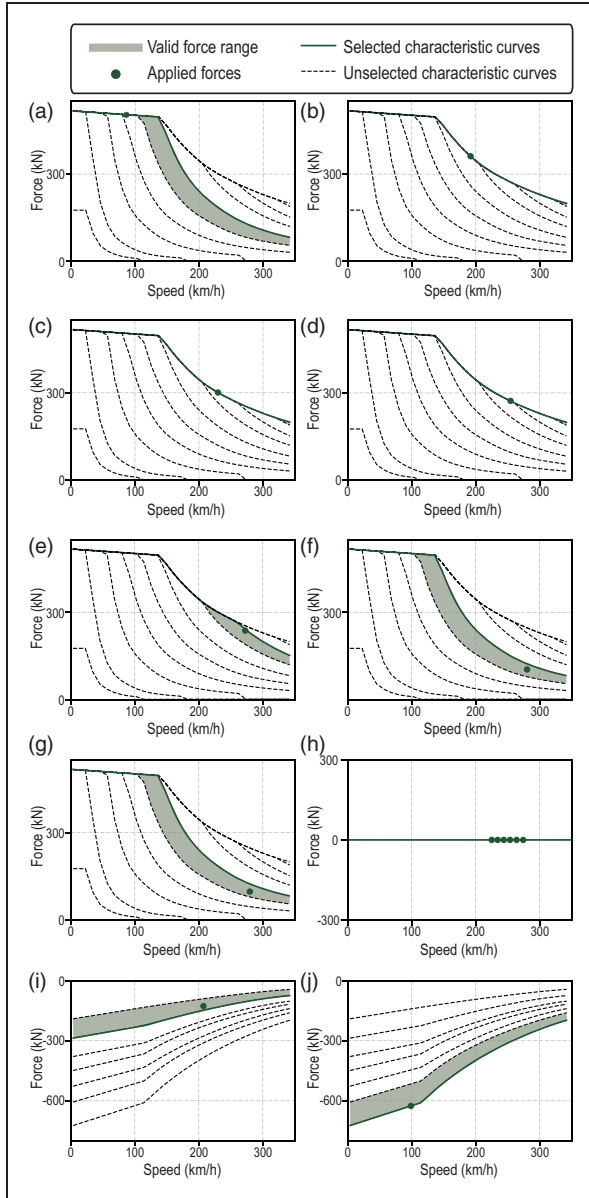 Valid force range
Selected characteristic curves
Applied forces
Unselected characteristic curves
(a)
Force (kN)
300
0
0
100
200
300
Speed (km/h)
(b)
Force (kN)
300
0
0
100
200
300
Speed (km/h)
(c)
Force (kN)
300
0
0
100
200
300
Speed (km/h)
(d)
Force (kN)
300
0
0
100
200
300
Speed (km/h)
(e)
Force (kN)
300
0
0
100
200
300
Speed (km/h)
(f)
Force (kN)
300
0
0
100
200
300
Speed (km/h)
(g)
Force (kN)
300
0
0
100
200
300
Speed (km/h)
(h)
Force (kN)
300
0
-300
0
100
200
300
Speed (km/h)
(i)
Force (kN)
0
-300
-600
0
100
200
300
Speed (km/h)
(j)
Force (kN)
0
-300
-600
0
100
200
300
Speed (km/h)